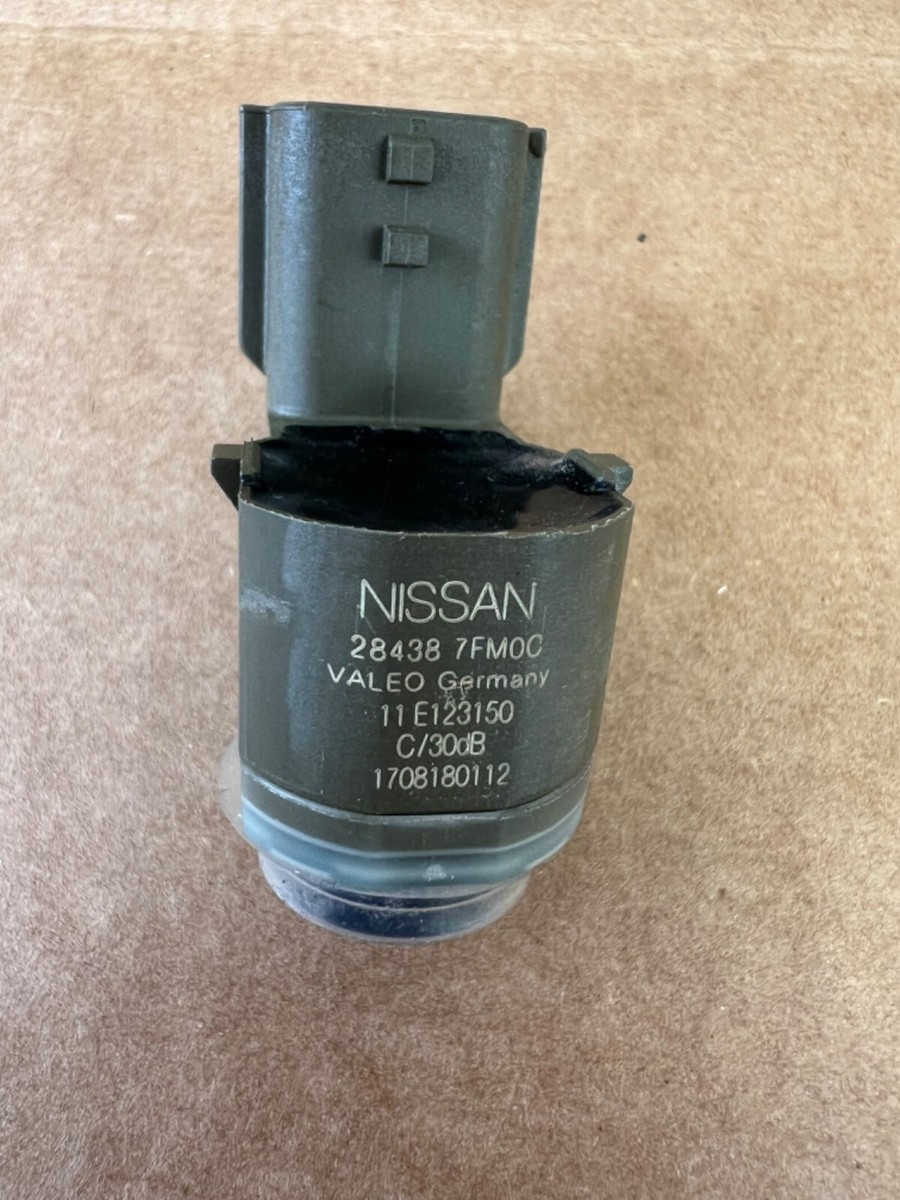 NISSAN
28438 7FM0C
VALEO Germany
11 E123150
C/30dB
1708180112